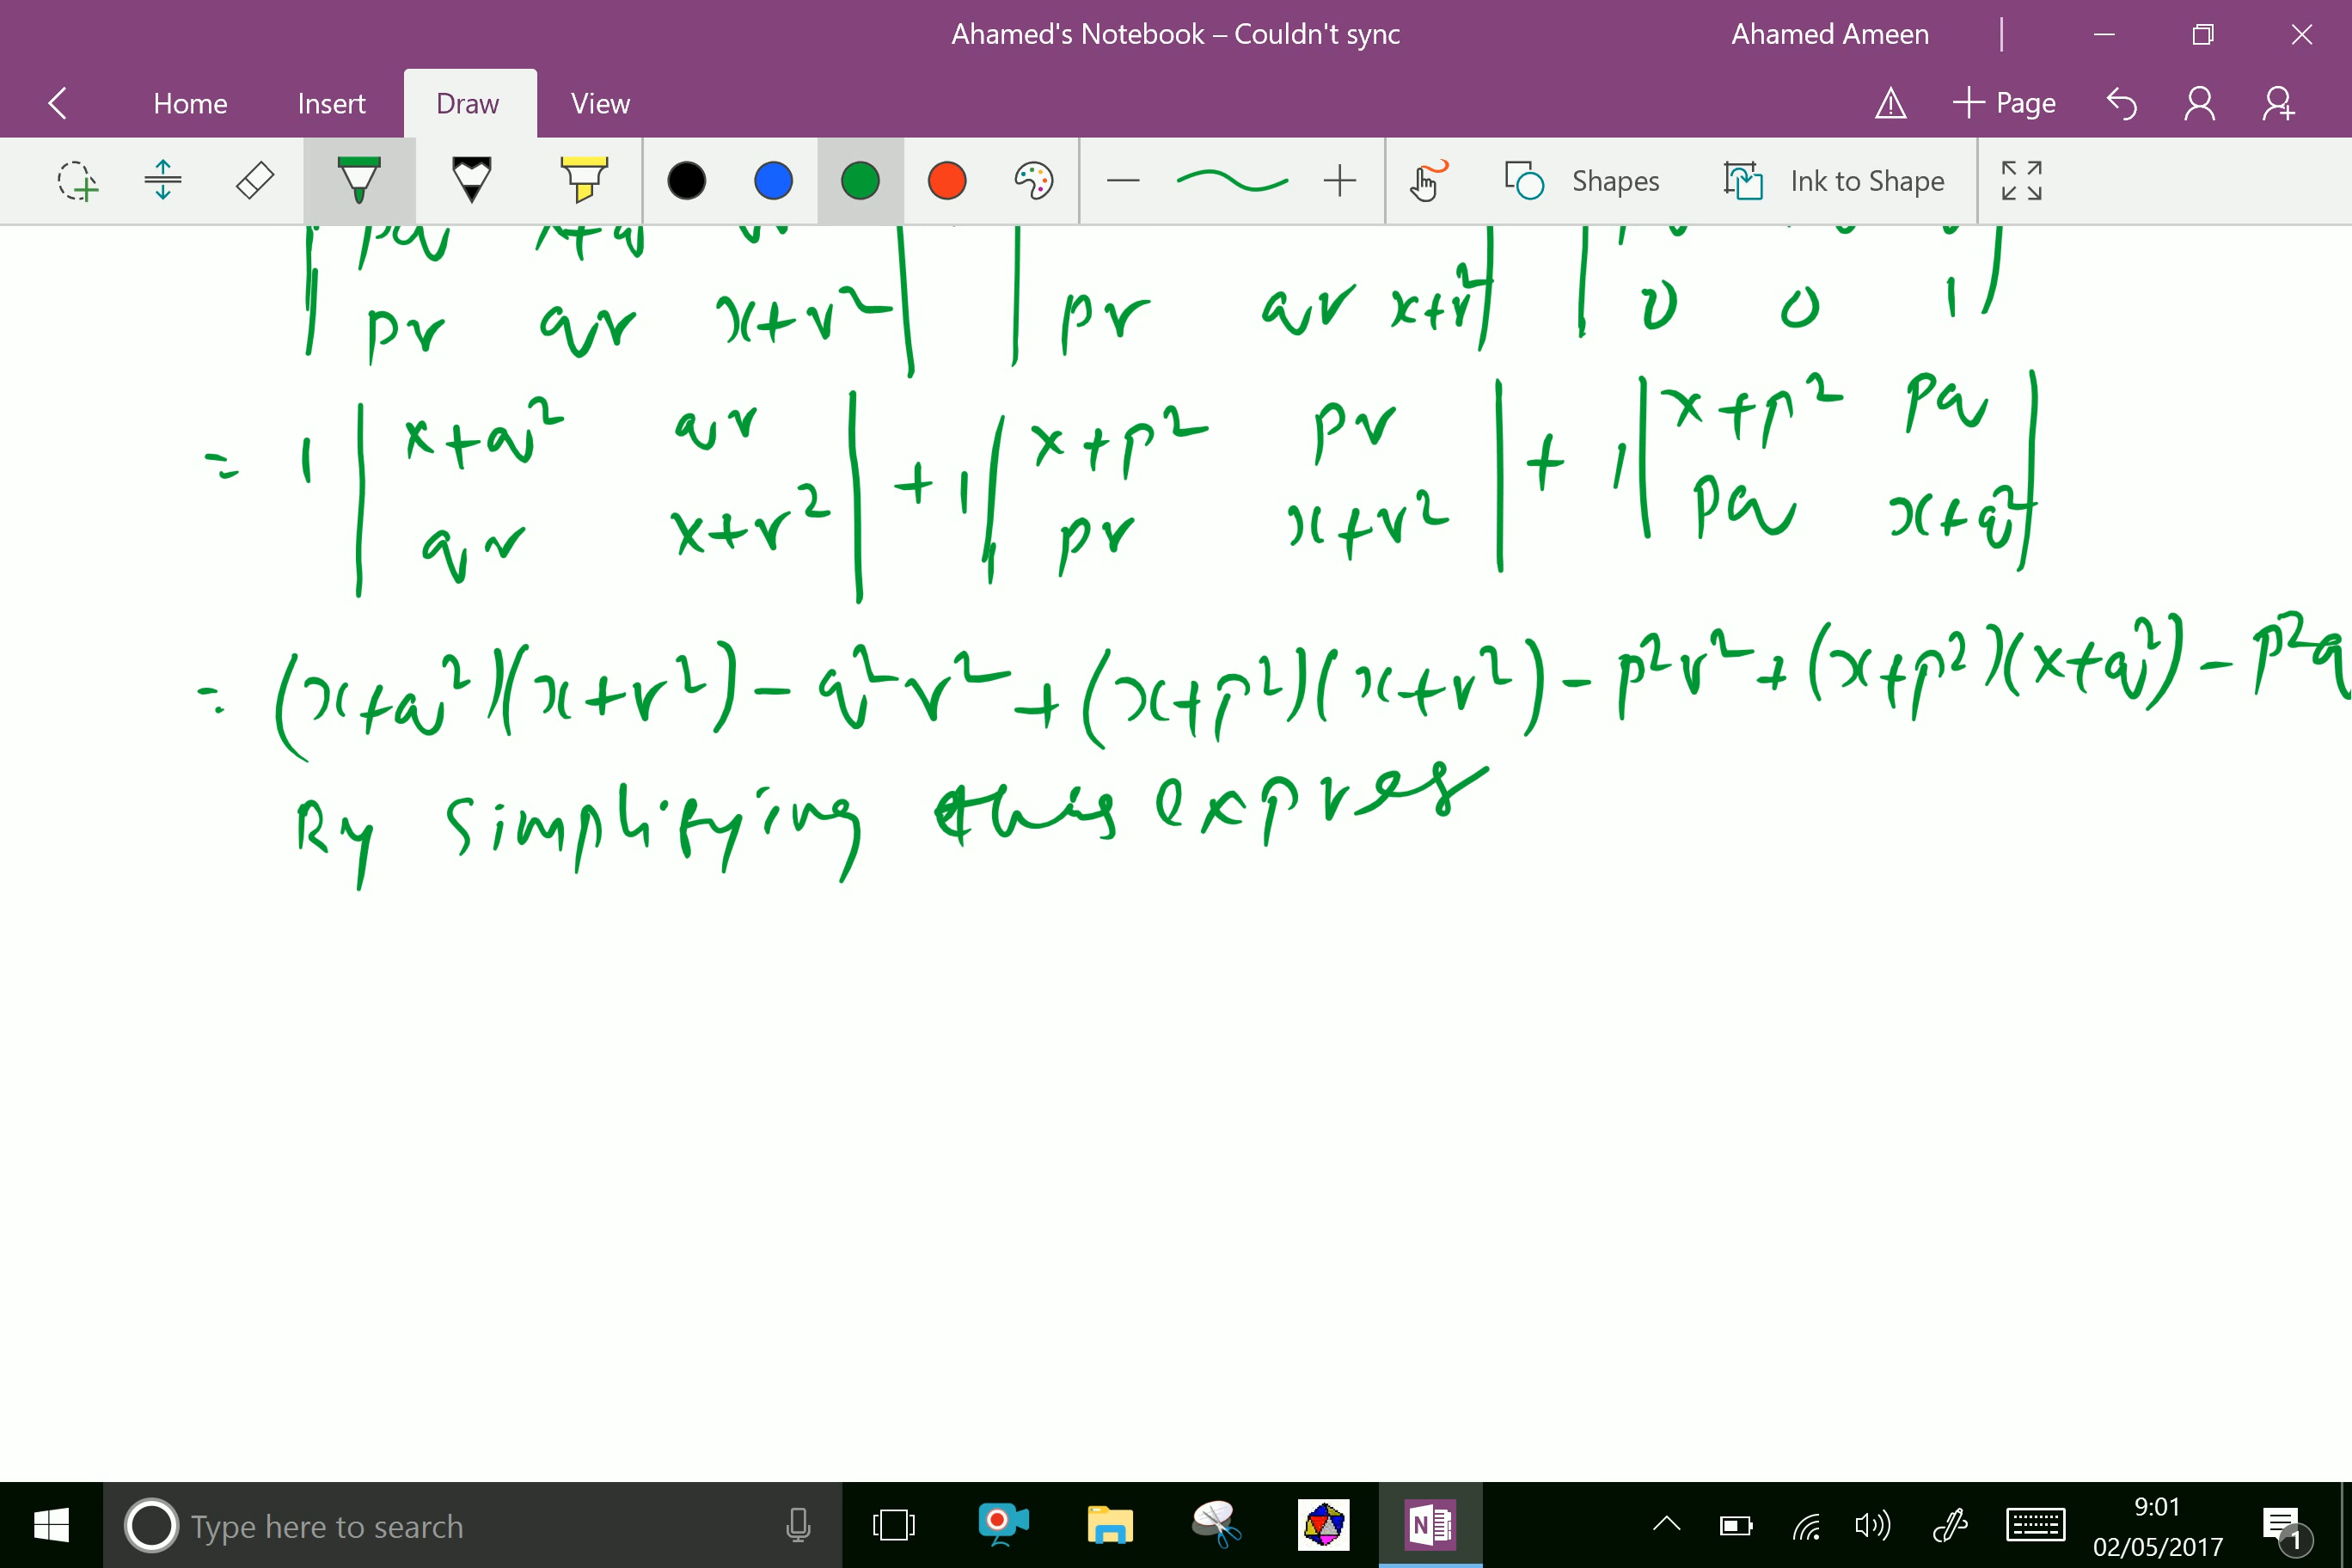 Ahamed's Notebook – Couldn't sync Ahamed Ameen
Home Insert Draw View + Page
Shapes Ink to Shape
pr qr x+r² pr qr x+r² 0 0 1
= 1 | x+q² qr | + 1 | x+p² pr | + 1 | x+p² pq |
| qr x+r² | | pr x+r² | | pq x+q² |
= (x+q²)(x+r²) - q²r² + (x+p²)(x+r²) - p²r² + (x+p²)(x+q²) - p²q
By simplifying this expres
Type here to search
9:01
02/05/2017
1